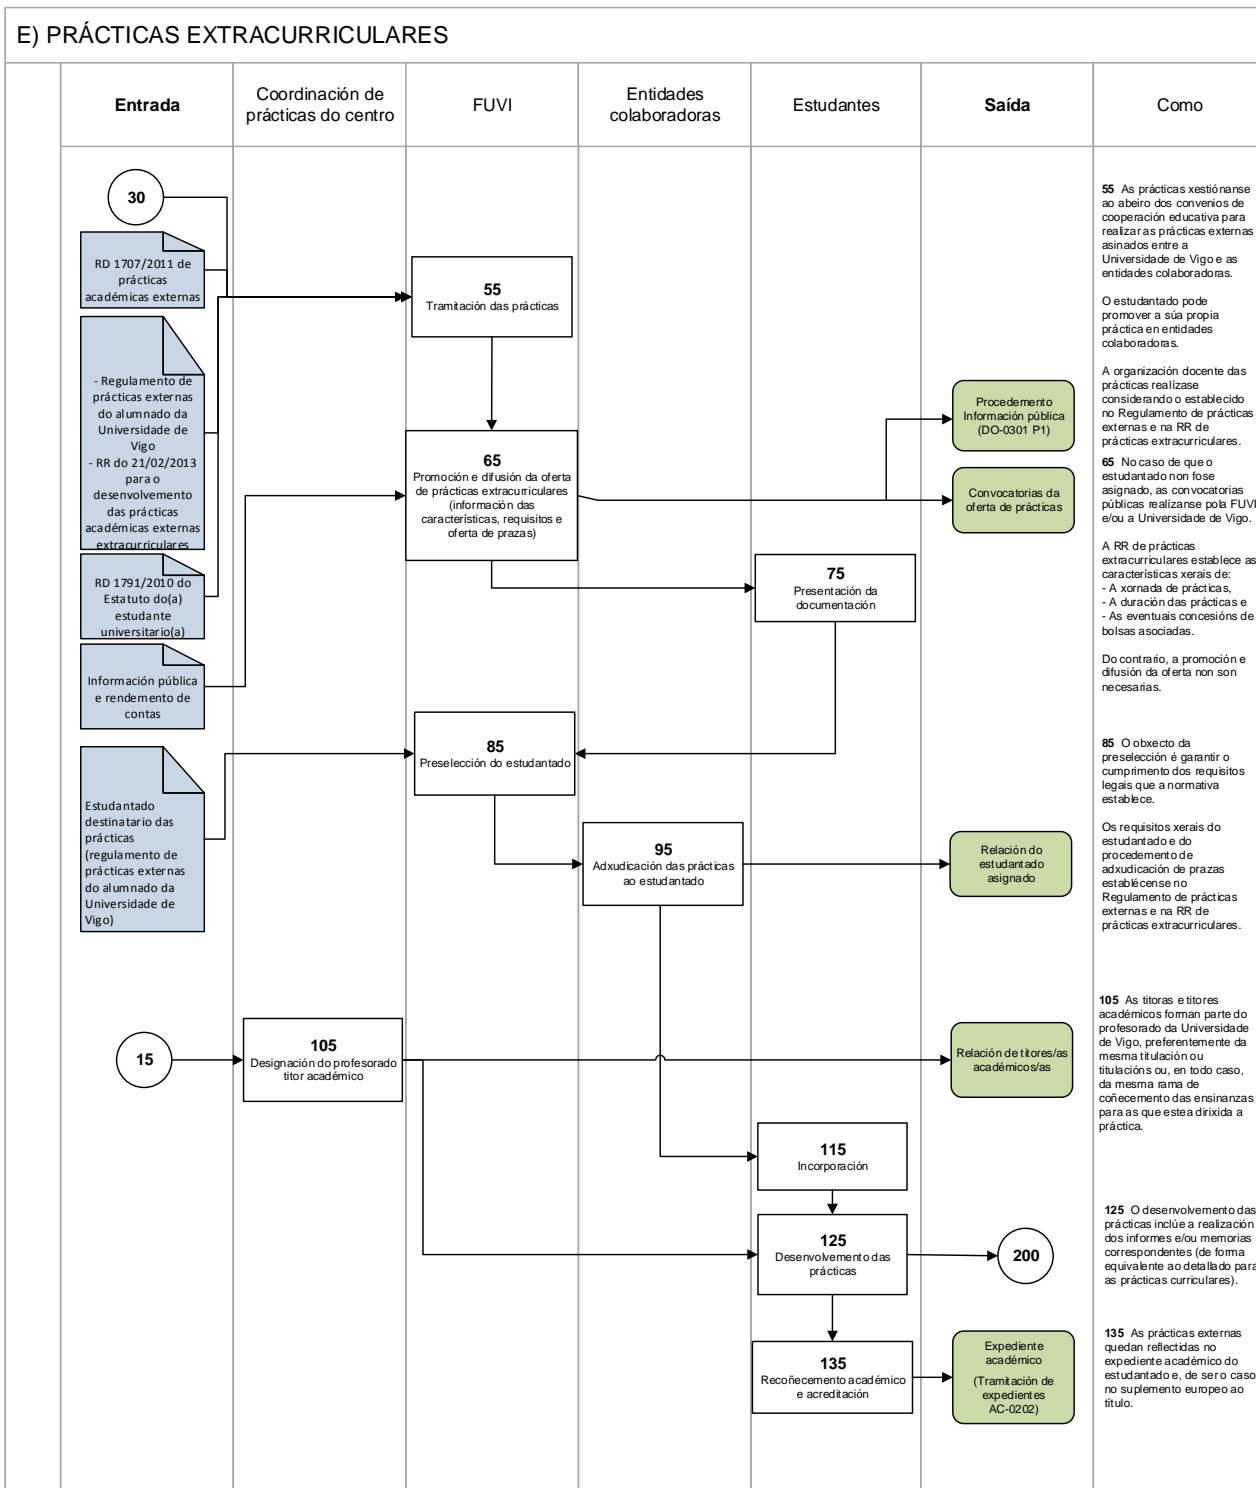 E) PRÁCTICAS EXTRACURRICULARES
Entrada
Coordinación de
prácticas do centro
FUVI
Entidades
colaboradoras
Estudantes
Saída
Como
30
RD 1707/2011 de
prácticas
académicas externas
- Regulamento de
prácticas externas
do alumnado da
Universidade de
Vigo
- RR do 21/02/2013
para o
desenvolvemento
das prácticas
académicas externas
extracurriculares
RD 1791/2010 do
Estatuto do(a)
estudante
universitario(a)
Información pública
e rendemento de
contas
Estudantado
destinatario das
prácticas
(regulamento de
prácticas externas
do alumnado da
Universidade de
Vigo)
15
105
Designación do profesorado
titor académico
55
Tramitación das prácticas
65
Promoción e difusión da oferta
de prácticas extracurriculares
(información das
características, requisitos e
oferta de prazas)
85
Preselección do estudantado
95
Adxudicación das prácticas
ao estudantado
75
Presentación da
documentación
115
Incorporación
125
Desenvolvemento das
prácticas
135
Recoñecemento académico
e acreditación
Procedemento
Información pública
(DO-0301 P1)
Convocatorias da
oferta de prácticas
Relación do
estudantado
asignado
Relación de titores/as
académicos/as
200
Expediente
académico
(Tramitación de
expedientes
AC-0202)
55 As prácticas xestiónanse
ao abeiro dos convenios de
cooperación educativa para
realizar as prácticas externas
asinados entre a
Universidade de Vigo e as
entidades colaboradoras.
O estudantado pode
promover a súa propia
práctica en entidades
colaboradoras.
A organización docente das
prácticas realízase
considerando o establecido
no Regulamento de prácticas
externas e na RR de
prácticas extracurriculares.
65 No caso de que o
estudantado non fose
asignado, as convocatorias
públicas realízanse pola FUVI
e/ou a Universidade de Vigo.
A RR de prácticas
extracurriculares establece as
características xerais de:
- A xornada de prácticas,
- A duración das prácticas e
- As eventuais concesións de
bolsas asociadas.
Do contrario, a promoción e
difusión da oferta non son
necesarias.
85 O obxecto da
preselección é garantir o
cumprimento dos requisitos
legais que a normativa
establece.
Os requisitos xerais do
estudantado e do
procedemento de
adxudicación de prazas
establécense no
Regulamento de prácticas
externas e na RR de
prácticas extracurriculares.
105 As titoras e titores
académicos forman parte do
profesorado da Universidade
de Vigo, preferentemente da
mesma titulación ou
titulacións ou, en todo caso,
da mesma rama de
coñecemento das ensinanzas
para as que estea dirixida a
práctica.
125 O desenvolvemento das
prácticas inclúe a realización
dos informes e/ou memorias
correspondentes (de forma
equivalente ao detallado para
as prácticas curriculares).
135 As prácticas externas
quedan reflectidas no
expediente académico do
estudantado e, de ser o caso
no suplemento europeo ao
título.